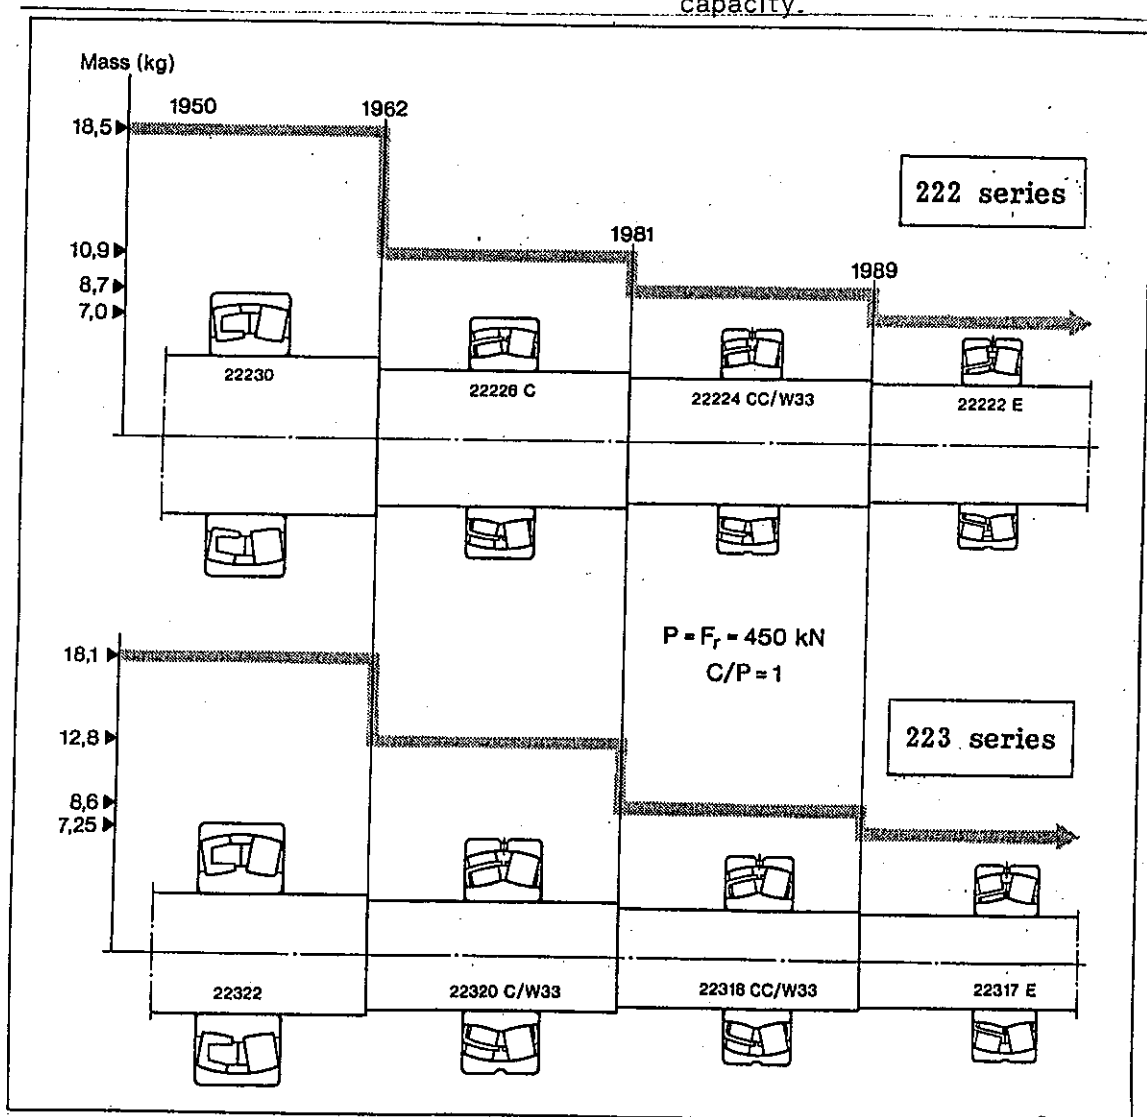 capacity.
Mass (kg)
1950
1962
18,5
222 series
10,9
1981
8,7
1989
7,0
22230
22226 C
22224 CC/W33
22222 E
P = Fr = 450 kN
C/P = 1
18,1
223 series
12,8
8,6
7,25
22322
22320 C/W33
22318 CC/W33
22317 E